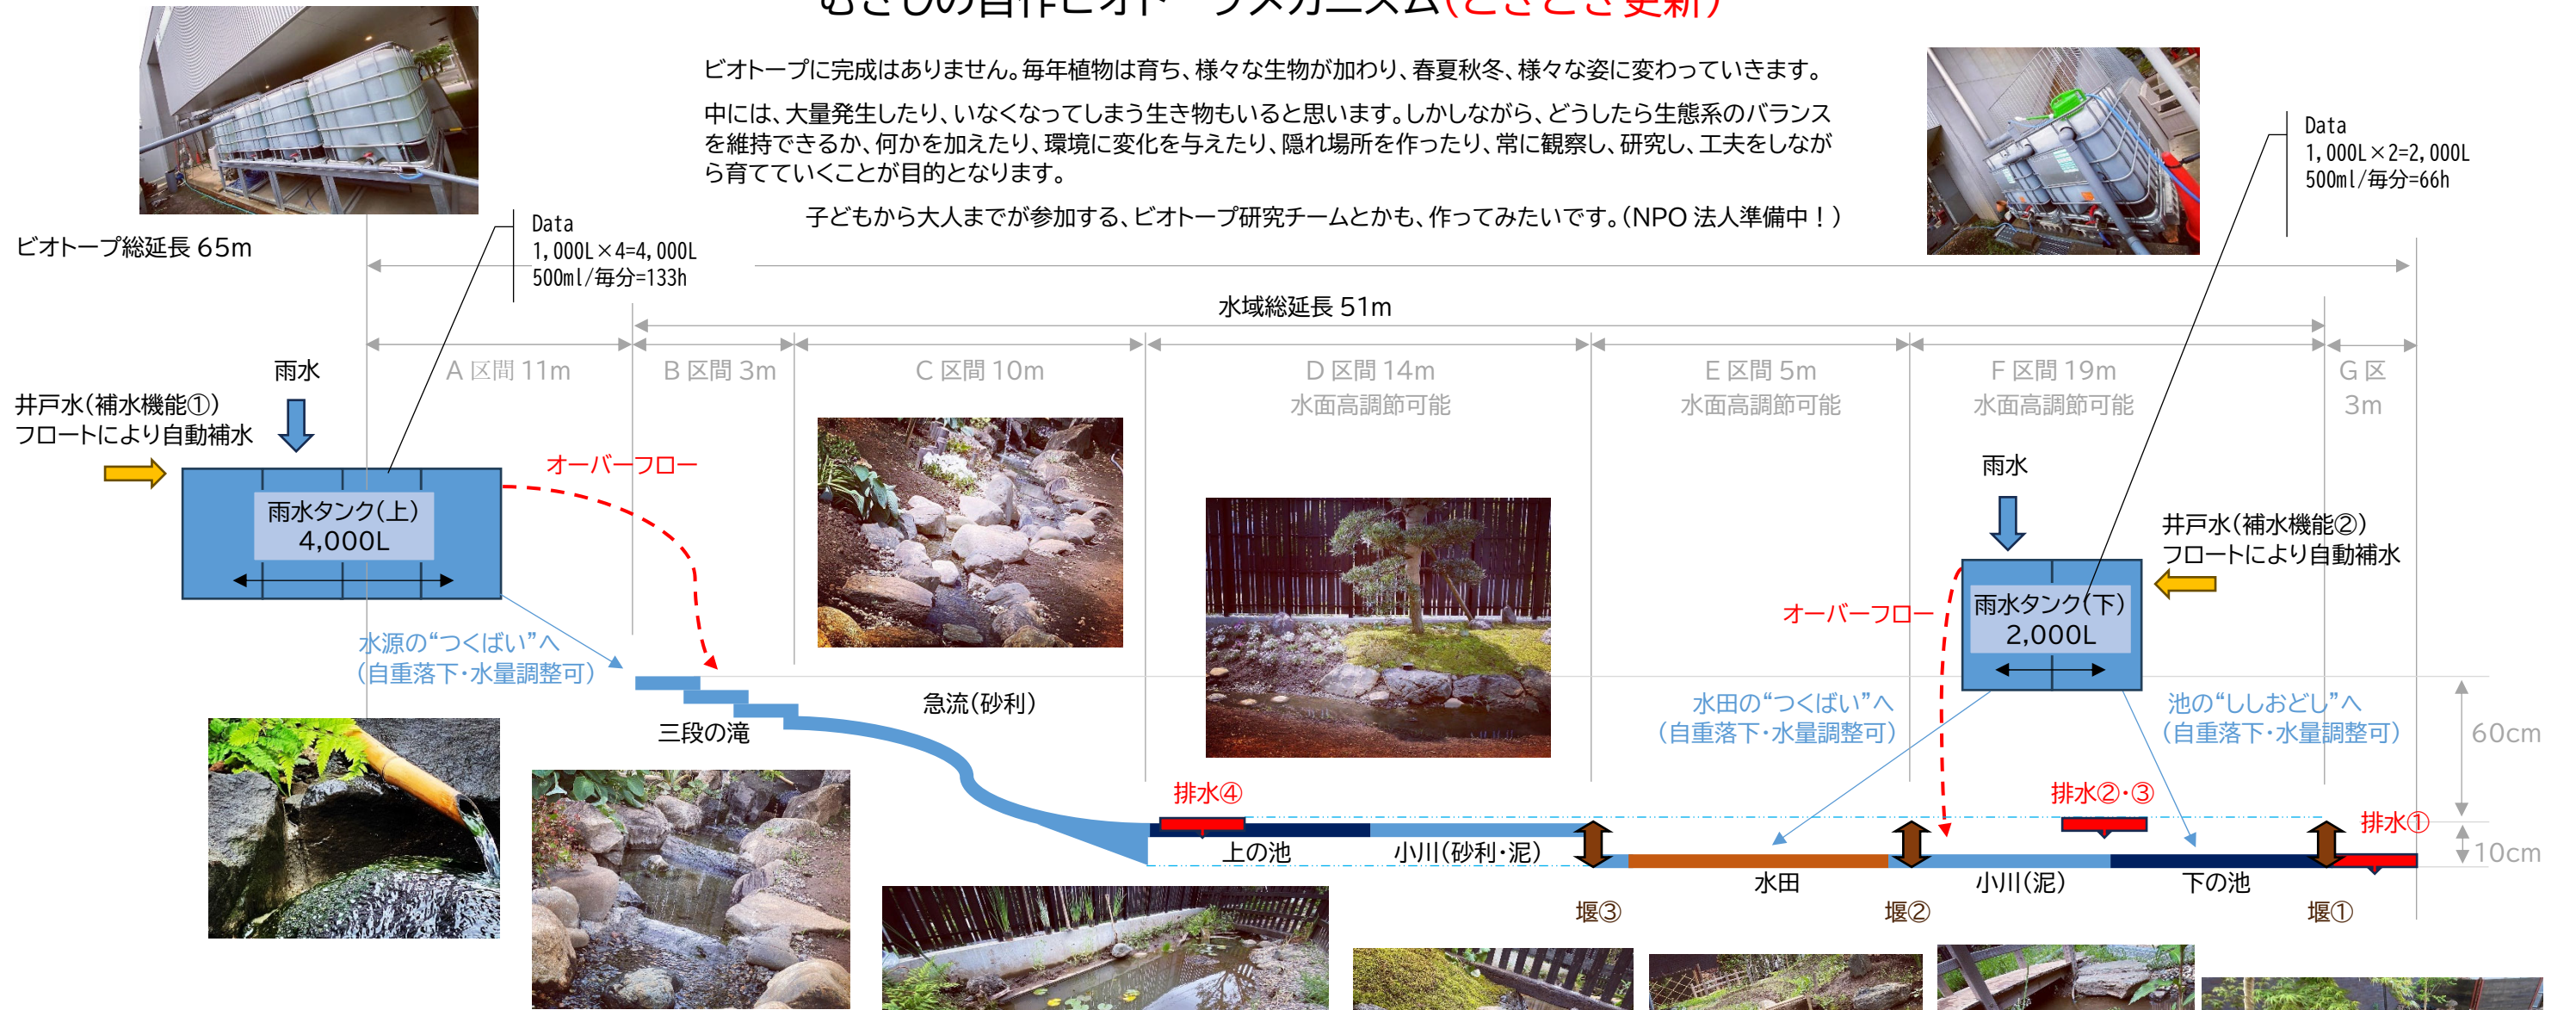 むさしの自作ビオトープメカニズム(ときどき更新)
ビオトープに完成はありません。毎年植物は育ち、様々な生物が加わり、春夏秋冬、様々な姿に変わっていきます。
中には、大量発生したり、いなくなってしまう生き物もいると思います。しかしながら、どうしたら生態系のバランス
を維持できるか、何かを加えたり、環境に変化を与えたり、隠れ場所を作ったり、常に観察し、研究し、工夫をしなが
ら育てていくことが目的となります。
子どもから大人までが参加する、ビオトープ研究チームとかも、作ってみたいです。(NPO 法人準備中！)
Data
1,000L×2=2,000L
500ml/毎分=66h
Data
1,000L×4=4,000L
500ml/毎分=133h
ビオトープ総延長 65m
水域総延長 51m
A 区間 11m
B 区間 3m
C 区間 10m
D 区間 14m
水面高調節可能
E 区間 5m
水面高調節可能
F 区間 19m
水面高調節可能
G 区
3m
雨水
井戸水(補水機能①)
フロートにより自動補水
オーバーフロー
雨水タンク(上)
4,000L
水源の“つくばい”へ
(自重落下・水量調整可)
雨水
井戸水(補水機能②)
フロートにより自動補水
オーバーフロー
雨水タンク(下)
2,000L
水田の“つくばい”へ
(自重落下・水量調整可)
池の“ししおどし”へ
(自重落下・水量調整可)
三段の滝
急流(砂利)
60cm
10cm
排水④
排水②・③
排水①
上の池
小川(砂利・泥)
水田
小川(泥)
下の池
堰③
堰②
堰①